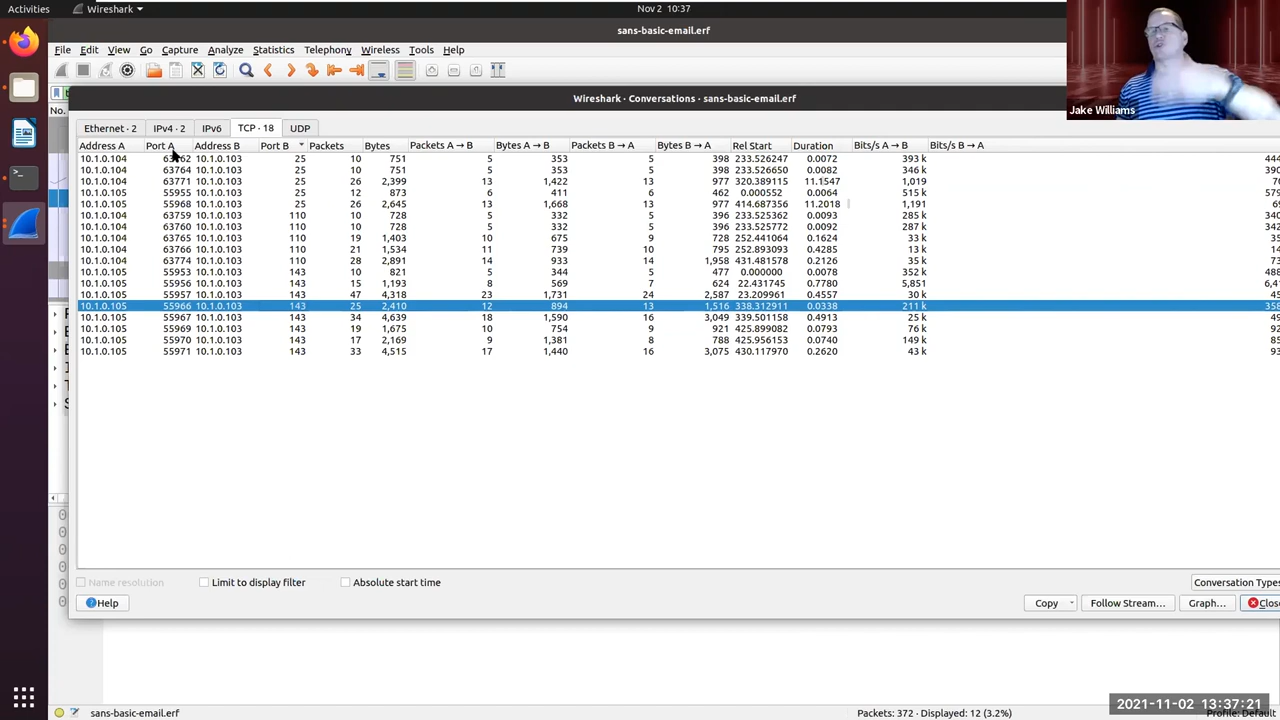 Activities Wireshark Nov 2 10:37
sans-basic-email.erf
File Edit View Go Capture Analyze Statistics Telephony Wireless Tools Help
Jake Williams
Wireshark · Conversations · sans-basic-email.erf
No.
Ethernet · 2 IPv4 · 2 IPv6 TCP · 18 UDP
Address A Port A Address B Port B Packets Bytes Packets A → B Bytes A → B Packets B → A Bytes B → A Rel Start Duration Bits/s A → B Bits/s B → A
10.1.0.104 63762 10.1.0.103 25 10 751 5 353 5 398 233.526247 0.0072 393 k 444
10.1.0.104 63764 10.1.0.103 25 10 751 5 353 5 398 233.526650 0.0082 346 k 390
10.1.0.104 63771 10.1.0.103 25 26 2,399 13 1,422 13 977 320.389115 11.1547 1,019 70
10.1.0.105 55955 10.1.0.103 25 12 873 6 411 6 462 0.000552 0.0064 515 k 579
10.1.0.105 55968 10.1.0.103 25 26 2,645 13 1,668 13 977 414.687356 11.2018 1,191 69
10.1.0.104 63759 10.1.0.103 110 10 728 5 332 5 396 233.525362 0.0093 285 k 340
10.1.0.104 63760 10.1.0.103 110 10 728 5 332 5 396 233.525772 0.0092 287 k 342
10.1.0.104 63765 10.1.0.103 110 19 1,403 10 675 9 728 252.441064 0.1624 33 k 35
10.1.0.104 63766 10.1.0.103 110 21 1,534 11 739 10 795 252.893093 0.4285 13 k 14
10.1.0.104 63774 10.1.0.103 110 28 2,891 14 933 14 1,958 431.481578 0.2126 35 k 73
10.1.0.105 55953 10.1.0.103 143 10 821 5 344 5 477 0.000000 0.0078 352 k 488
10.1.0.105 55956 10.1.0.103 143 15 1,193 8 569 7 624 22.431745 0.7780 5,851 6,41
10.1.0.105 55957 10.1.0.103 143 47 4,318 23 1,731 24 2,587 23.209961 0.4557 30 k 45
10.1.0.105 55966 10.1.0.103 143 25 2,410 12 894 13 1,516 338.312911 0.0338 211 k 358
10.1.0.105 55967 10.1.0.103 143 34 4,639 18 1,590 16 3,049 339.501158 0.4913 25 k 49
10.1.0.105 55969 10.1.0.103 143 19 1,675 10 754 9 921 425.899082 0.0793 76 k 92
10.1.0.105 55970 10.1.0.103 143 17 2,169 9 1,381 8 788 425.956153 0.0740 149 k 85
10.1.0.105 55971 10.1.0.103 143 33 4,515 17 1,440 16 3,075 430.117970 0.2620 43 k 93
Name resolution Limit to display filter Absolute start time Conversation Types
Help Copy Follow Stream... Graph... Close
2021-11-02 13:37:21
sans-basic-email.erf Packets: 372 · Displayed: 12 (3.2%) Profile: Default